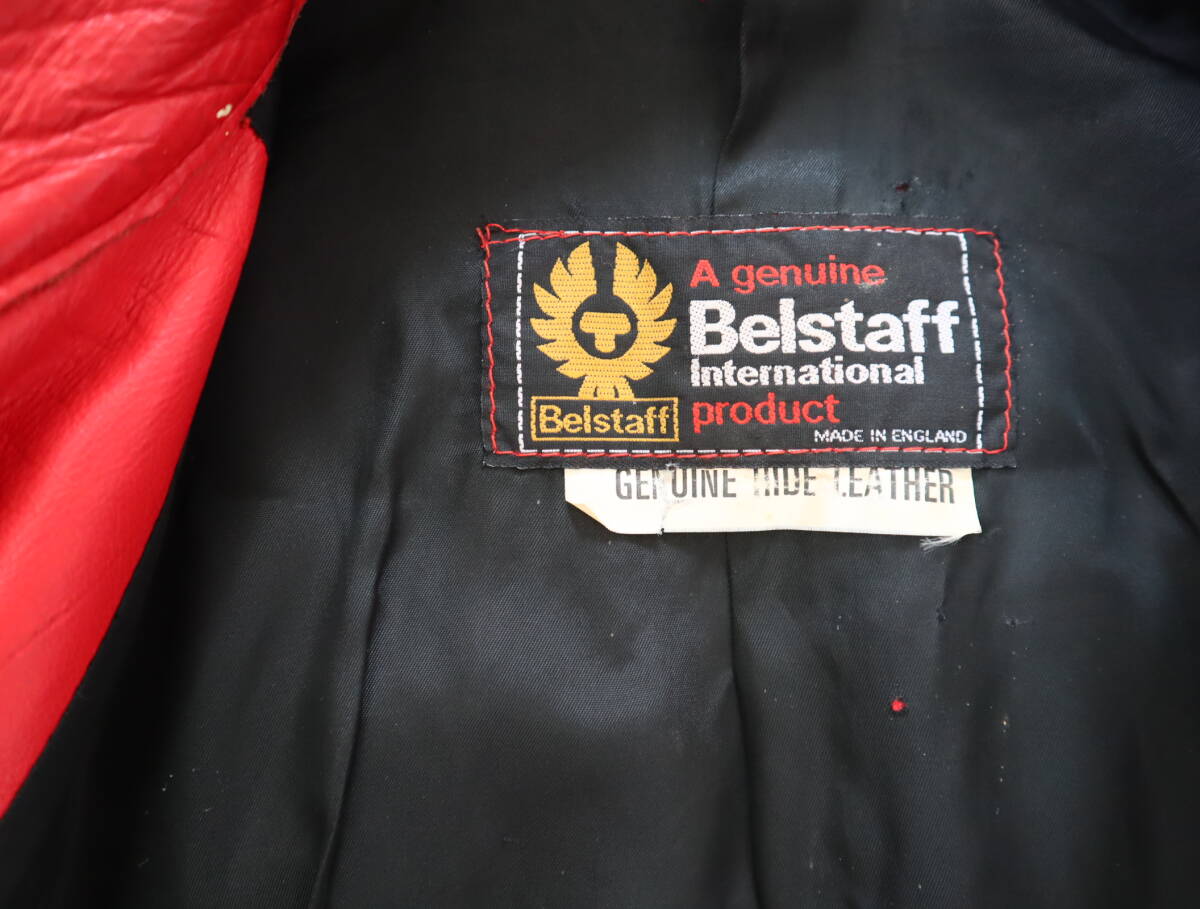 A genuine
Belstaff
International
product
MADE IN ENGLAND
Belstaff
GENUINE HIDE LEATHER